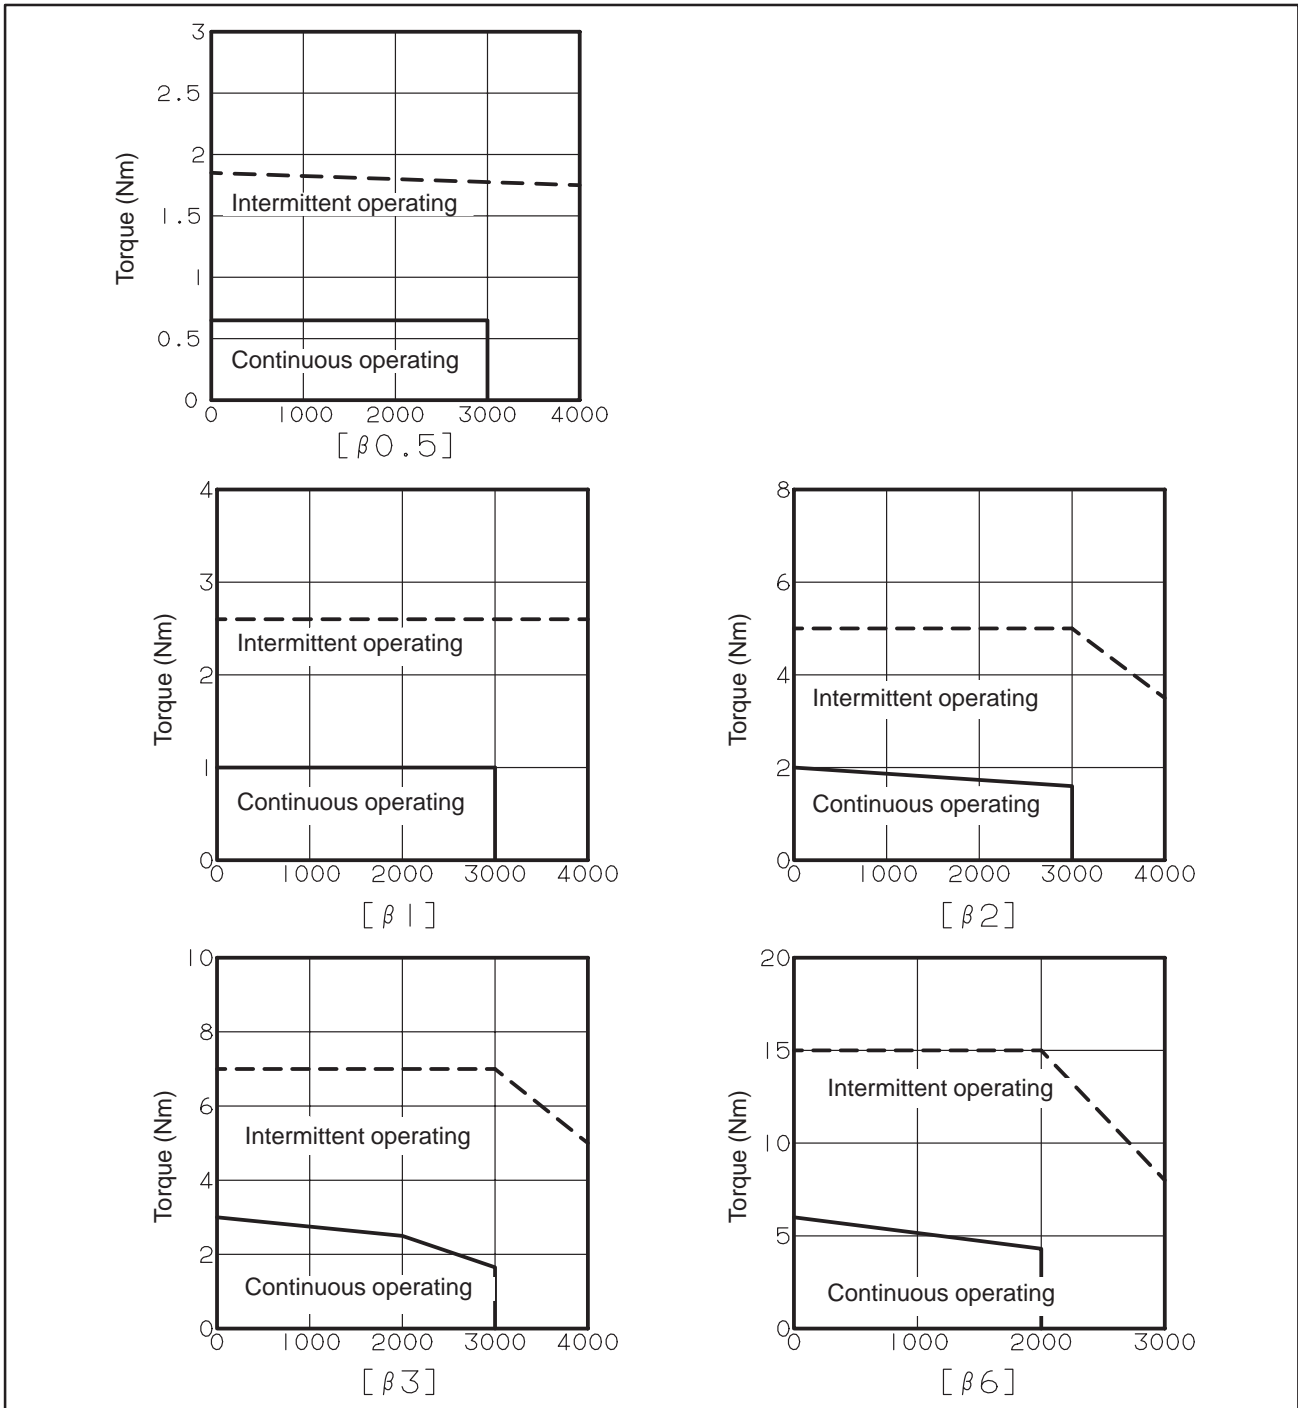 3
2.5
2
1.5
1
0.5
0
Torque (Nm)
Intermittent operating
Continuous operating
0 1000 2000 3000 4000
[β0.5]
4
3
2
1
0
Torque (Nm)
Intermittent operating
Continuous operating
0 1000 2000 3000 4000
[β1]
8
6
4
2
0
Torque (Nm)
Intermittent operating
Continuous operating
0 1000 2000 3000 4000
[β2]
10
8
6
4
2
0
Torque (Nm)
Intermittent operating
Continuous operating
0 1000 2000 3000 4000
[β3]
20
15
10
5
0
Torque (Nm)
Intermittent operating
Continuous operating
0 1000 2000 3000
[β6]